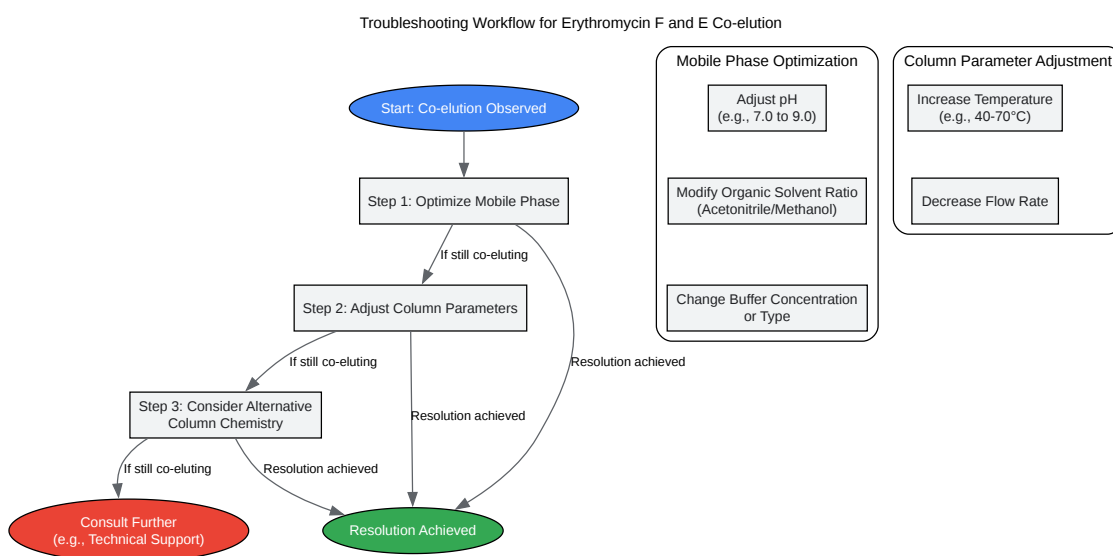 Troubleshooting Workflow for Erythromycin F and E Co-elution
Start: Co-elution Observed
Step 1: Optimize Mobile Phase
If still co-eluting
Step 2: Adjust Column Parameters
If still co-eluting
Resolution achieved
Step 3: Consider Alternative
Column Chemistry
Resolution achieved
If still co-eluting
Resolution achieved
Consult Further
(e.g., Technical Support)
Resolution Achieved
Mobile Phase Optimization
Adjust pH
(e.g., 7.0 to 9.0)
Modify Organic Solvent Ratio
(Acetonitrile/Methanol)
Change Buffer Concentration
or Type
Column Parameter Adjustment
Increase Temperature
(e.g., 40-70°C)
Decrease Flow Rate